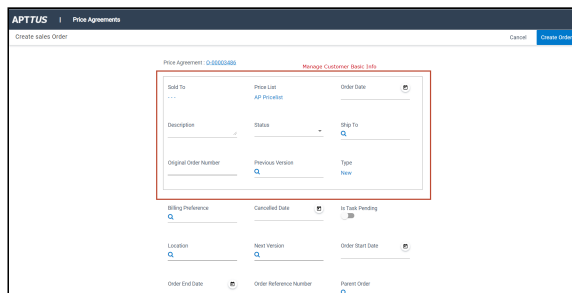 APTTUS | Price Agreements
Create sales Order Cancel Create Order
Price Agreement : O-00003486
Manage Customer Basic Info
Sold To Price List Order Date
--- AP Pricelist
Description Status Ship To
Original Order Number Previous Version Type
New
Billing Preference Cancelled Date Is Task Pending
Location Next Version Order Start Date
Order End Date Order Reference Number Parent Order